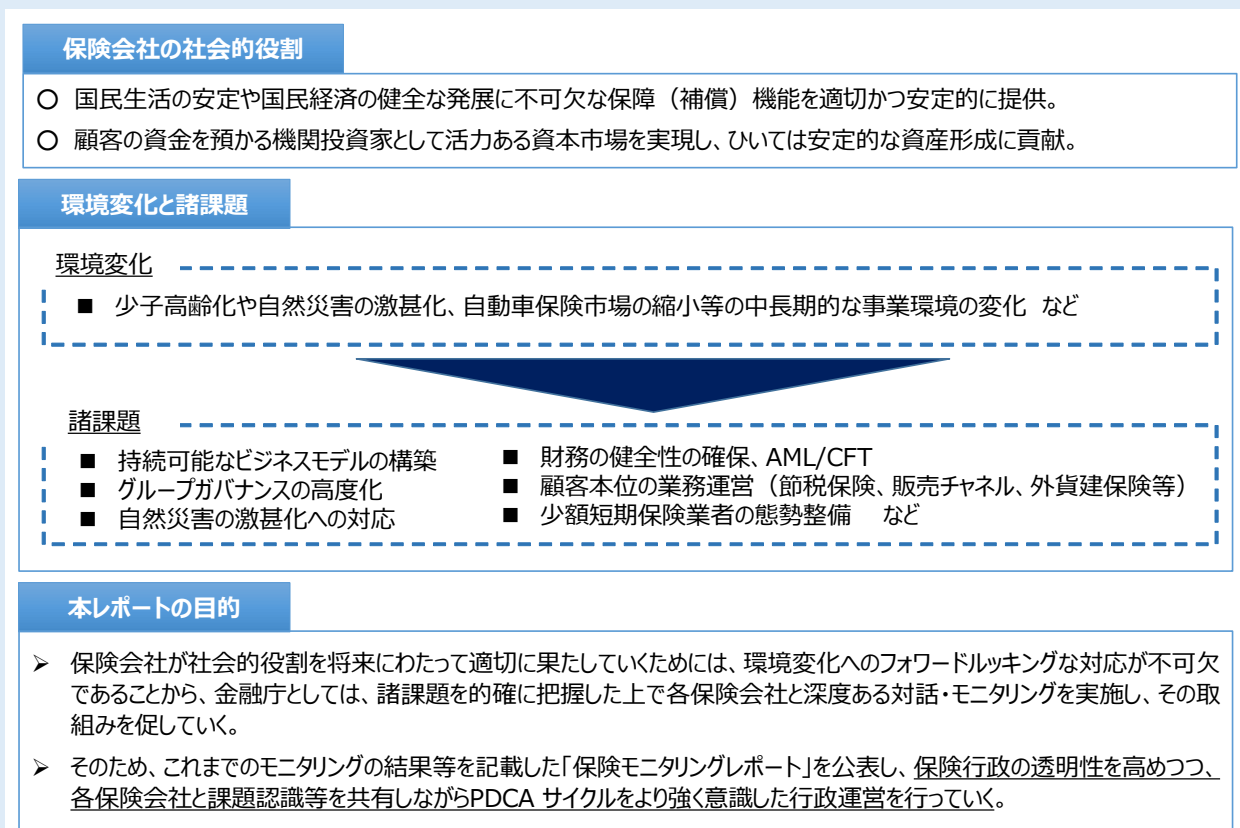 保険会社の社会的役割
○ 国民生活の安定や国民経済の健全な発展に不可欠な保障（補償）機能を適切かつ安定的に提供。
○ 顧客の資金を預かる機関投資家として活力ある資本市場を実現し、ひいては安定的な資産形成に貢献。
環境変化と諸課題
環境変化
■ 少子高齢化や自然災害の激甚化、自動車保険市場の縮小等の中長期的な事業環境の変化 など
諸課題
■ 持続可能なビジネスモデルの構築
■ グループガバナンスの高度化
■ 自然災害の激甚化への対応
■ 財務の健全性の確保、AML/CFT
■ 顧客本位の業務運営（節税保険、販売チャネル、外貨建保険等）
■ 少額短期保険業者の態勢整備 など
本レポートの目的
➢ 保険会社が社会的役割を将来にわたって適切に果たしていくためには、環境変化へのフォワードルッキングな対応が不可欠
であることから、金融庁としては、諸課題を的確に把握した上で各保険会社と深度ある対話・モニタリングを実施し、その取
組みを促していく。
➢ そのため、これまでのモニタリングの結果等を記載した「保険モニタリングレポート」を公表し、保険行政の透明性を高めつつ、
各保険会社と課題認識等を共有しながらPDCA サイクルをより強く意識した行政運営を行っていく。